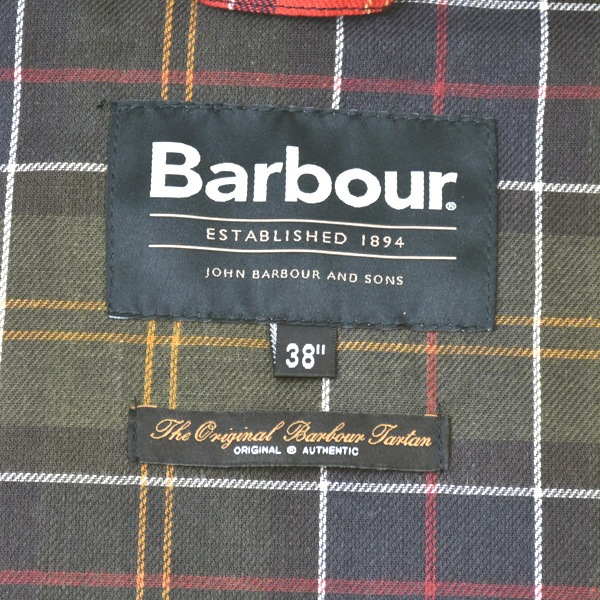 Barbour®
ESTABLISHED 1894
JOHN BARBOUR AND SONS
38"
The Original Barbour Tartan
ORIGINAL ® AUTHENTIC